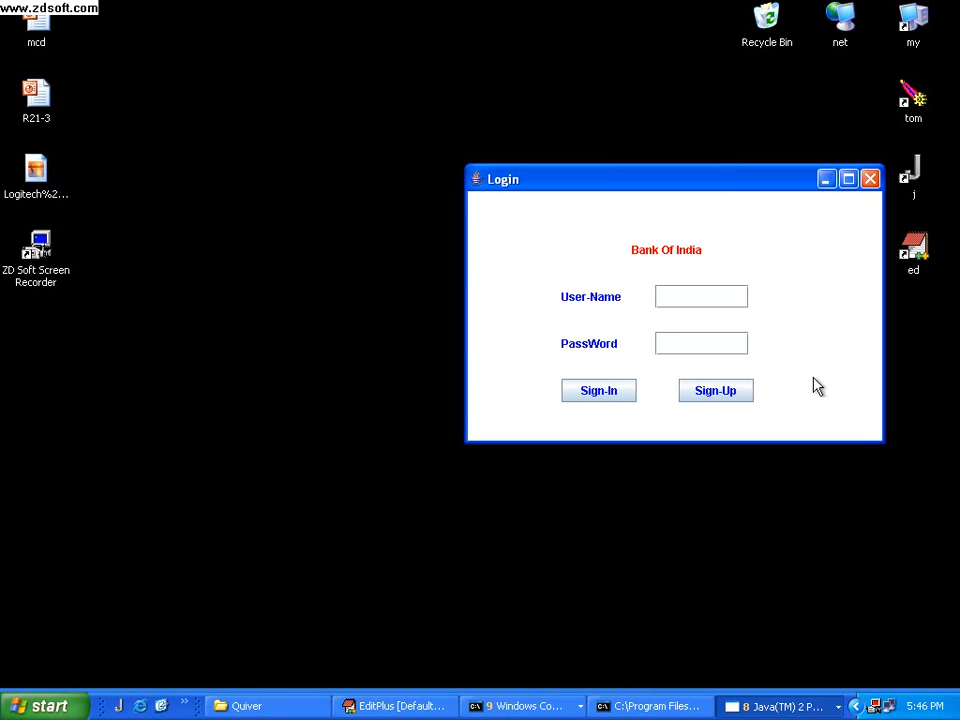 www.zdsoft.com
mcd
Recycle Bin
net
my
R21-3
tom
Logitech%2...
j
ZD Soft Screen
Recorder
ed
Login
Bank Of India
User-Name
PassWord
Sign-In
Sign-Up
start
J
Quiver
EditPlus [Default...
9 Windows Co...
C:\Program Files...
8 Java(TM) 2 P...
5:46 PM